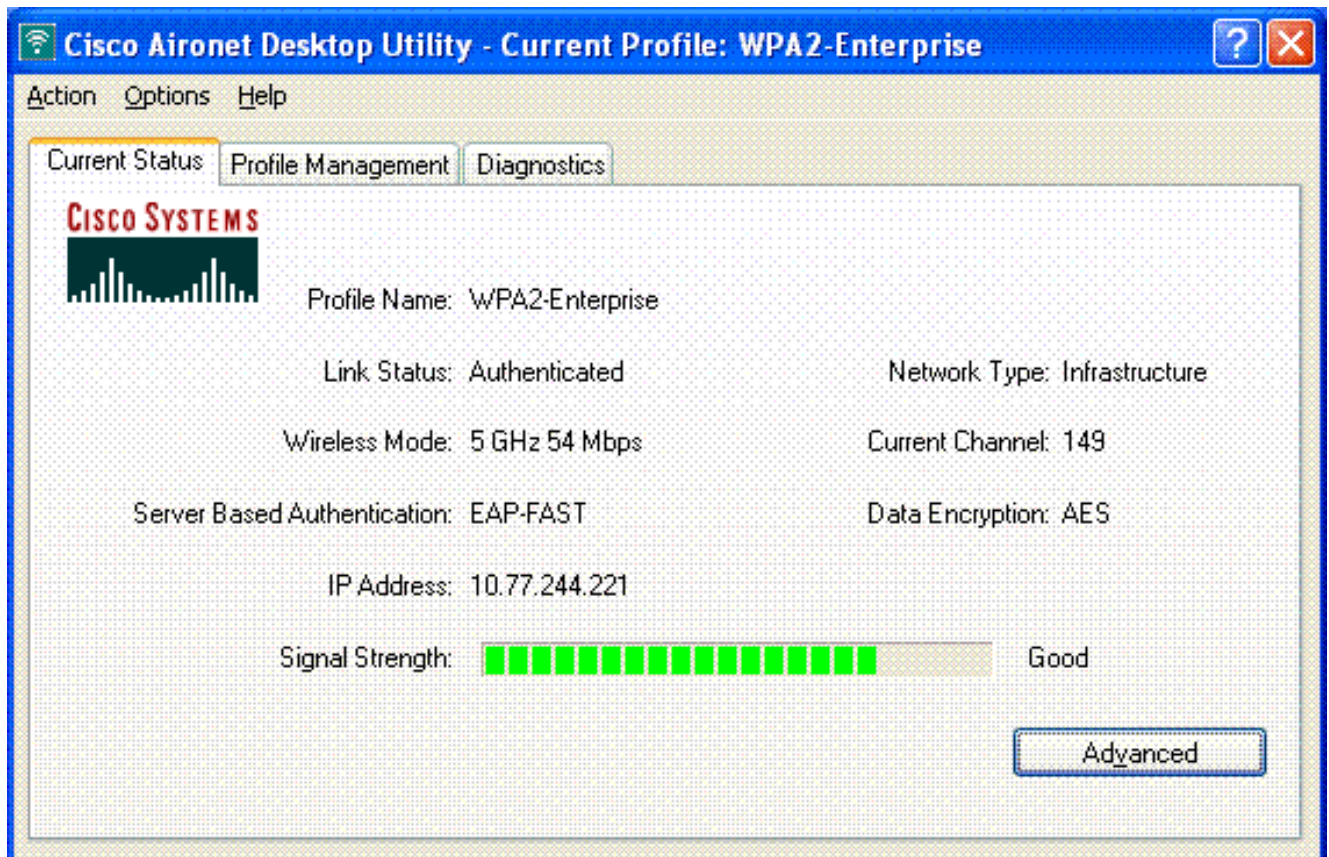 Cisco Aironet Desktop Utility - Current Profile: WPA2-Enterprise
?
Action Options Help
Current Status Profile Management Diagnostics
CISCO SYSTEMS
Profile Name: WPA2-Enterprise
Link Status: Authenticated Network Type: Infrastructure
Wireless Mode: 5 GHz 54 Mbps Current Channel: 149
Server Based Authentication: EAP-FAST Data Encryption: AES
IP Address: 10.77.244.221
Signal Strength: Good
Advanced